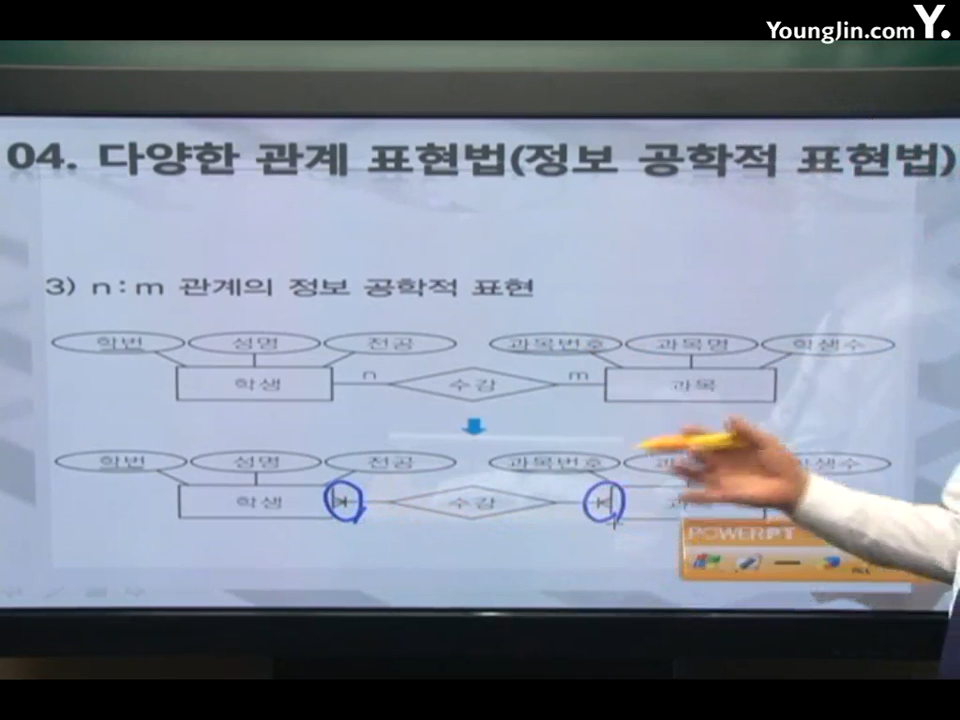 YoungJin.com Y.
04. 다양한 관계 표현법(정보 공학적 표현법)
3) n:m 관계의 정보 공학적 표현
학번 성명 전공 과목번호 과목명 학생수
학생 n 수강 m 과목
학번 성명 전공 과목번호
학생 수강
POWERPT